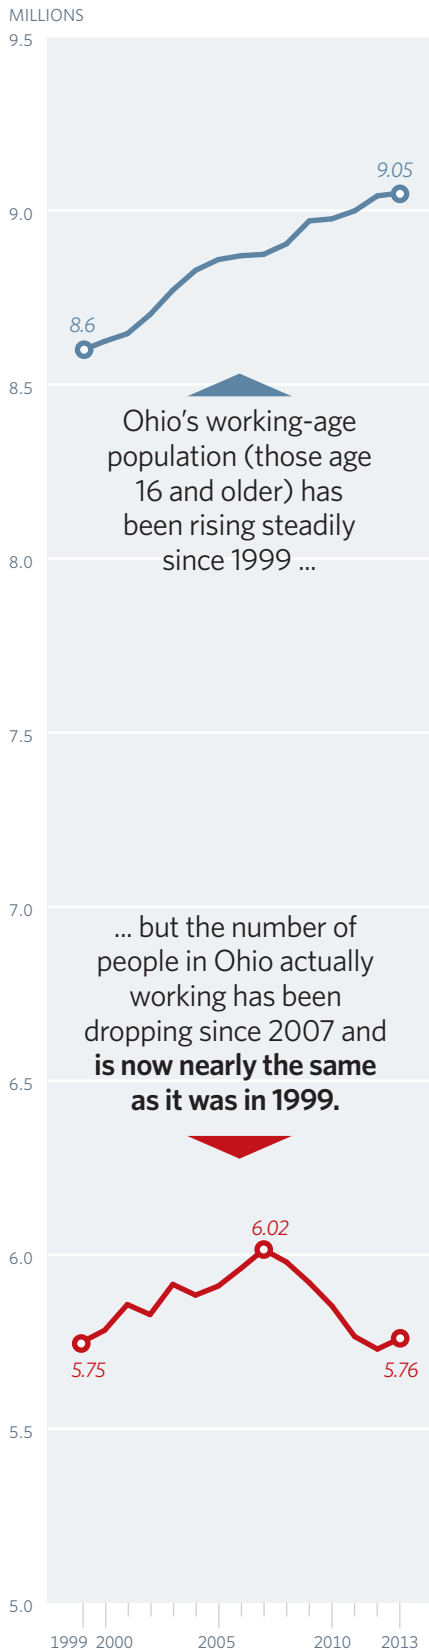 MILLIONS
9.5
9.05
9.0
8.6
8.5
Ohio's working-age
population (those age
16 and older) has
been rising steadily
since 1999 ...
8.0
7.5
7.0
... but the number of
people in Ohio actually
working has been
dropping since 2007 and
is now nearly the same
as it was in 1999.
6.5
6.02
6.0
5.75
5.76
5.5
5.0
1999 2000 2005 2010 2013